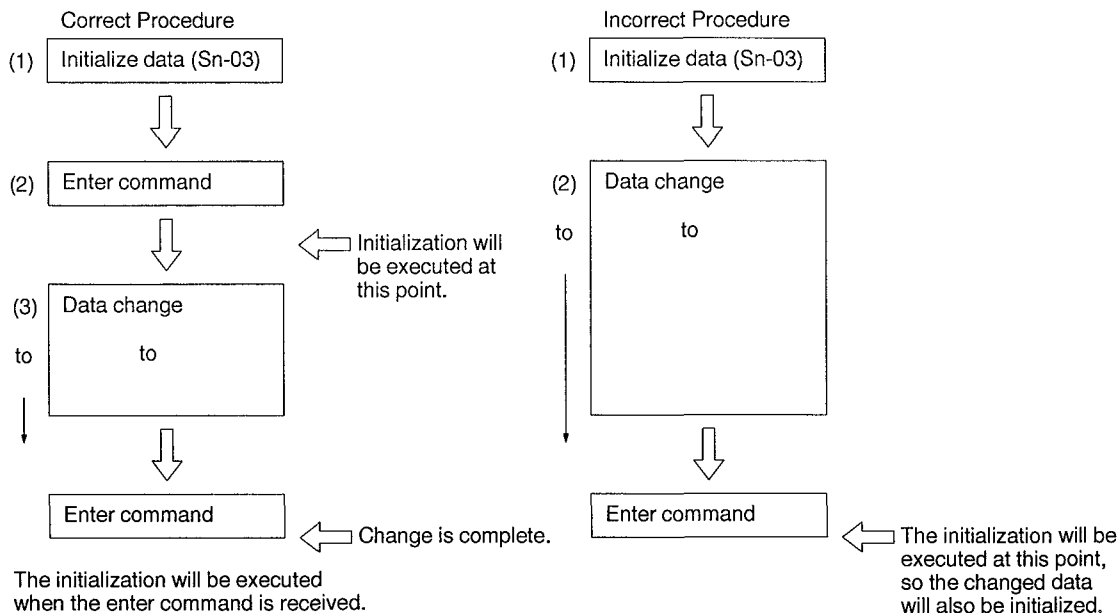 Correct Procedure
(1) Initialize data (Sn-03)
(2) Enter command
Initialization will
be executed at
this point.
(3) Data change
to to
Enter command
Change is complete.
The initialization will be executed
when the enter command is received.
Incorrect Procedure
(1) Initialize data (Sn-03)
(2) Data change
to to
Enter command
The initialization will be
executed at this point,
so the changed data
will also be initialized.